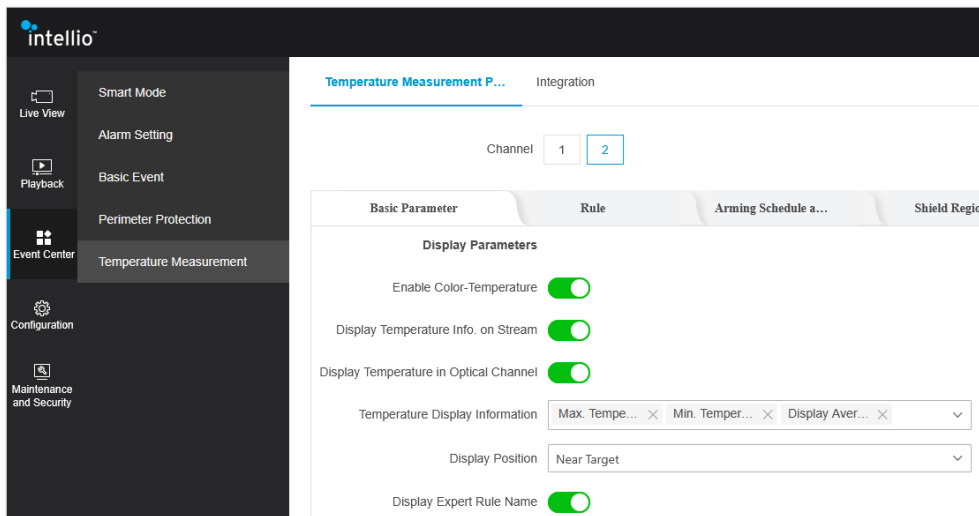 intellio™
Live View
Playback
Event Center
Configuration
Maintenance
and Security
Smart Mode
Alarm Setting
Basic Event
Perimeter Protection
Temperature Measurement
Temperature Measurement P... Integration
Channel 1 2
Basic Parameter Rule Arming Schedule a... Shield Regio
Display Parameters
Enable Color-Temperature
Display Temperature Info. on Stream
Display Temperature in Optical Channel
Temperature Display Information Max. Tempe... × Min. Temper... × Display Aver... ×
Display Position Near Target
Display Expert Rule Name